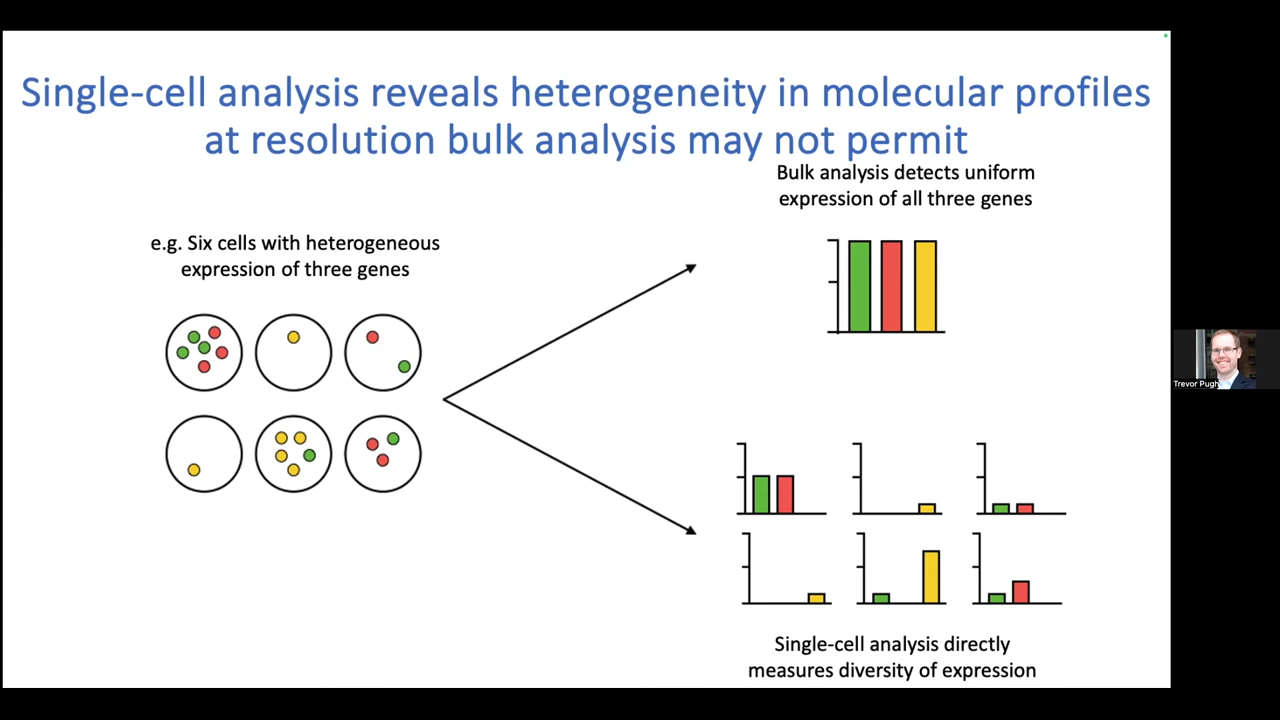 Single-cell analysis reveals heterogeneity in molecular profiles
at resolution bulk analysis may not permit
Bulk analysis detects uniform
expression of all three genes
e.g. Six cells with heterogeneous
expression of three genes
Trevor Pugh
Single-cell analysis directly
measures diversity of expression